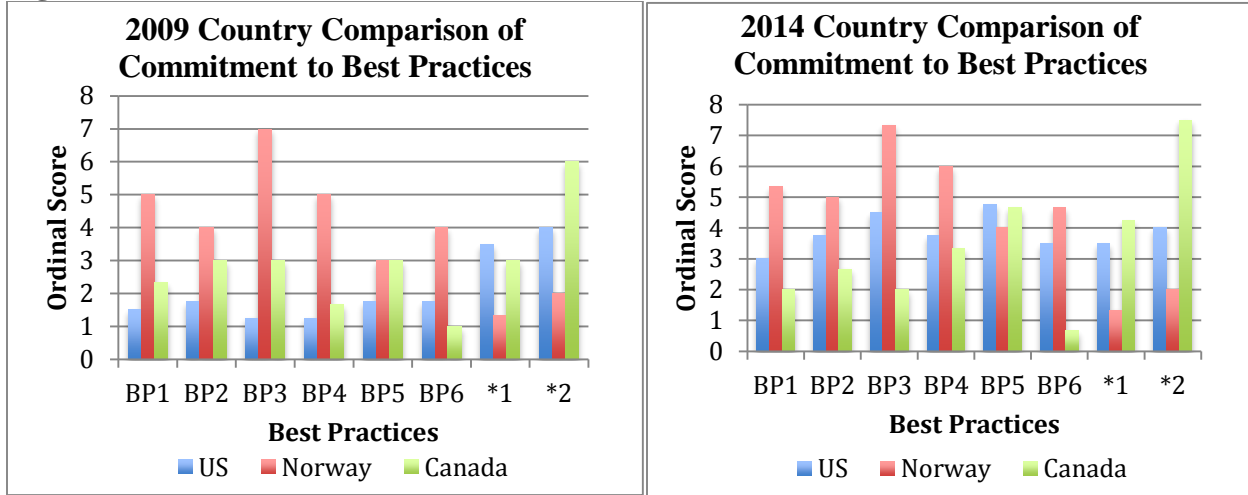 2009 Country Comparison of
Commitment to Best Practices
8
7
6
5
4
3
2
1
0
Ordinal Score
BP1 BP2 BP3 BP4 BP5 BP6 *1 *2
Best Practices
US Norway Canada
2014 Country Comparison of
Commitment to Best Practices
8
7
6
5
4
3
2
1
0
Ordinal Score
BP1 BP2 BP3 BP4 BP5 BP6 *1 *2
Best Practices
US Norway Canada